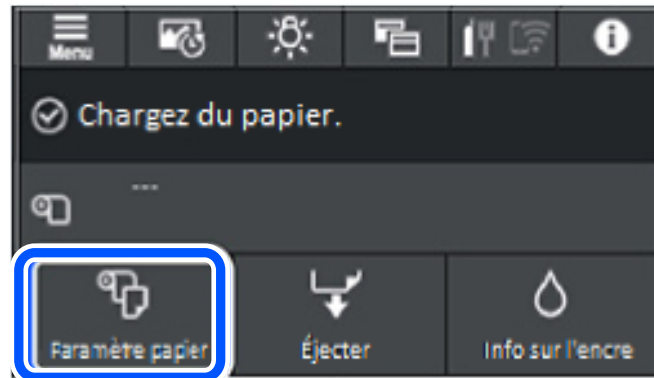 Menu
Chargez du papier.
---
Paramètre papier
Éjecter
Info sur l'encre